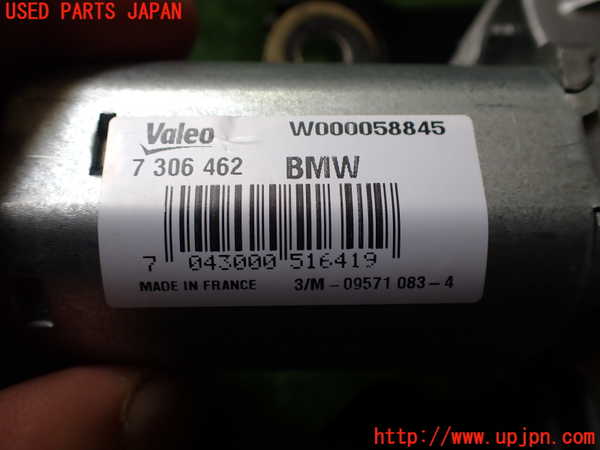 USED PARTS JAPAN
Valeo W000058845
7 306 462 BMW
7 043000 516419
MADE IN FRANCE 3/M - 09571 083 - 4
UPJ
www.upjpn.com